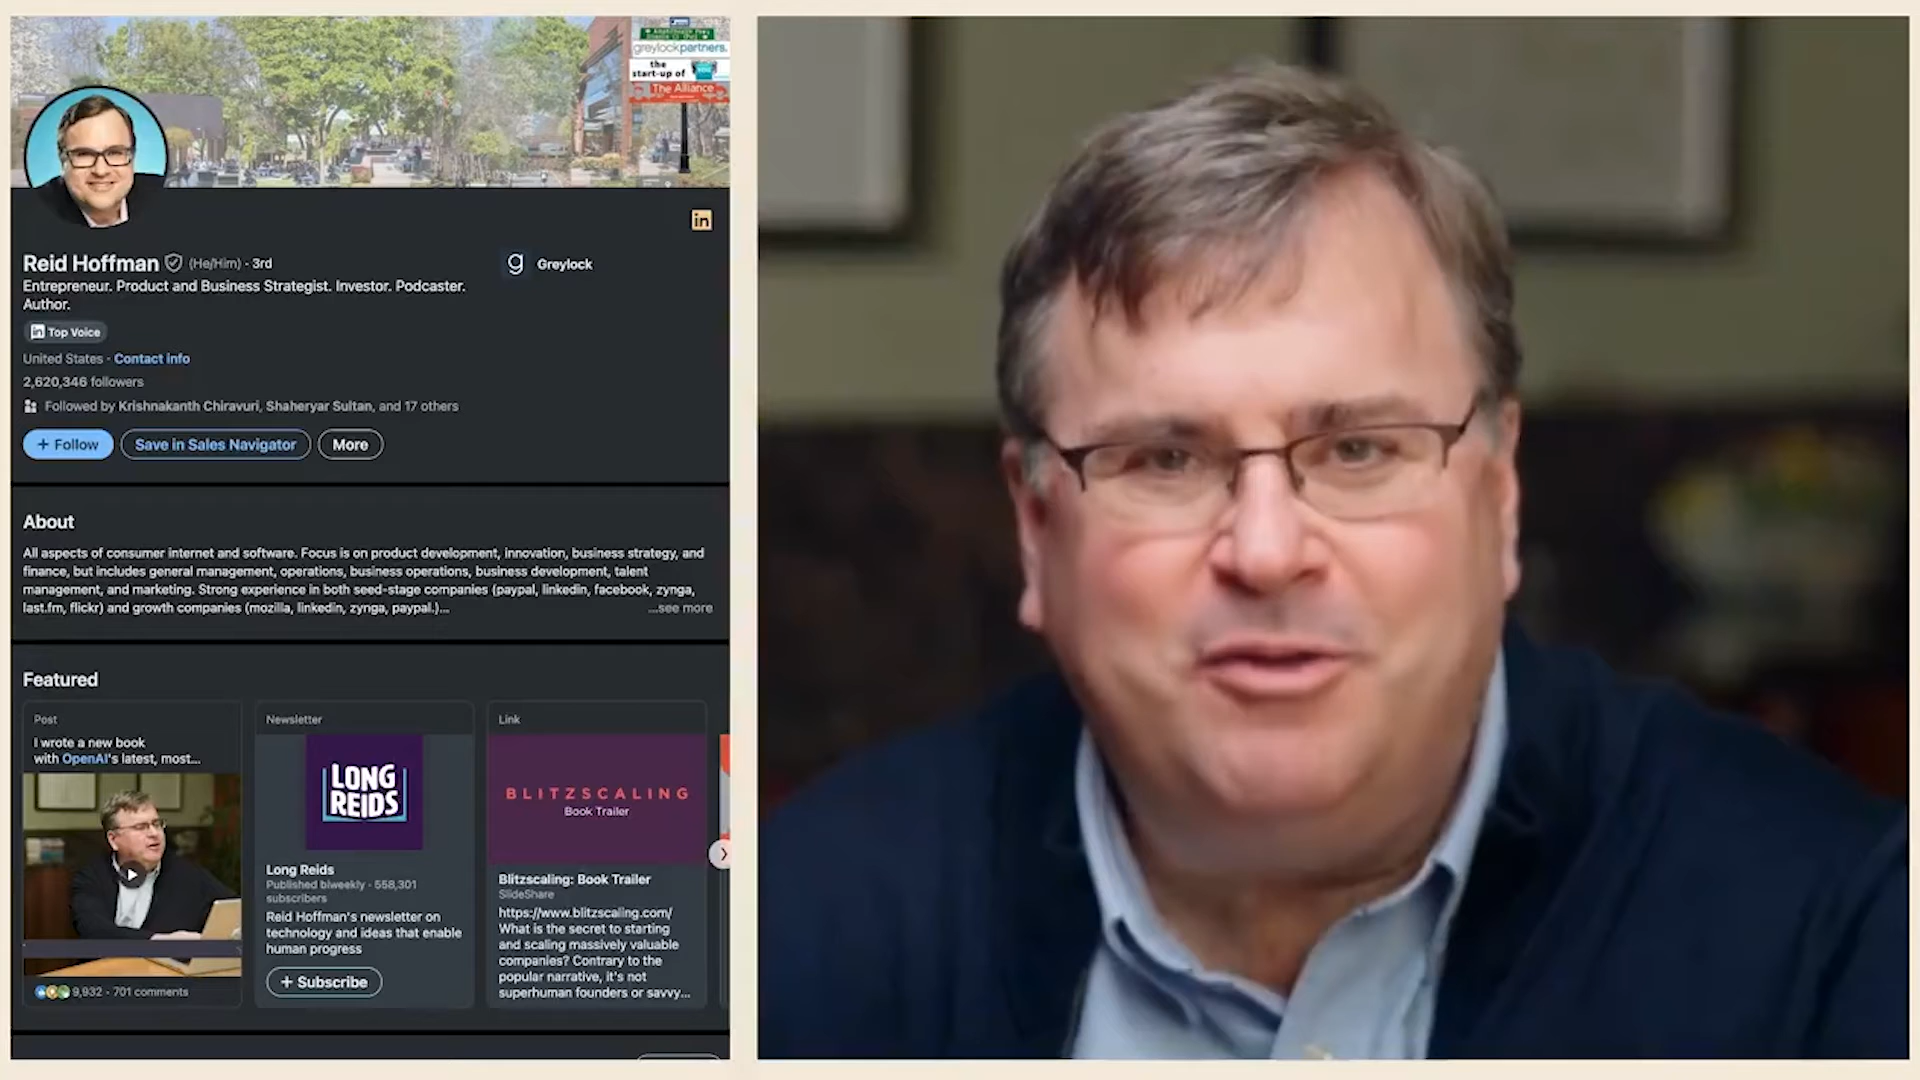 greylockpartners.
the
start-up of
YOU
The Alliance
in
Reid Hoffman (He/Him) · 3rd
Greylock
Entrepreneur. Product and Business Strategist. Investor. Podcaster.
Author.
in Top Voice
United States · Contact info
2,620,346 followers
Followed by Krishnakanth Chiravuri, Shaheryar Sultan, and 17 others
+ Follow
Save in Sales Navigator
More
About
All aspects of consumer internet and software. Focus is on product development, innovation, business strategy, and
finance, but includes general management, operations, business operations, business development, talent
management, and marketing. Strong experience in both seed-stage companies (paypal, linkedin, facebook, zynga,
last.fm, flickr) and growth companies (mozilla, linkedin, zynga, paypal.)... ...see more
Featured
Post
I wrote a new book
with OpenAI's latest, most...
9,932 · 701 comments
Newsletter
LONG
REIDS
Long Reids
Published biweekly · 558,301
subscribers
Reid Hoffman's newsletter on
technology and ideas that enable
human progress
+ Subscribe
Link
BLITZSCALING
Book Trailer
Blitzscaling: Book Trailer
SlideShare
https://www.blitzscaling.com/
What is the secret to starting
and scaling massively valuable
companies? Contrary to the
popular narrative, it's not
superhuman founders or savvy...